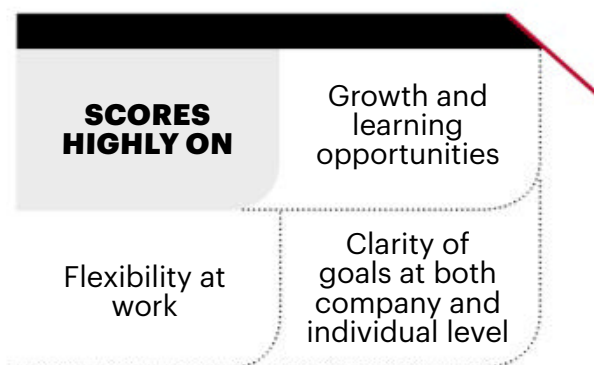 SCORES
HIGHLY ON
Growth and
learning
opportunities
Flexibility at
work
Clarity of
goals at both
company and
individual level